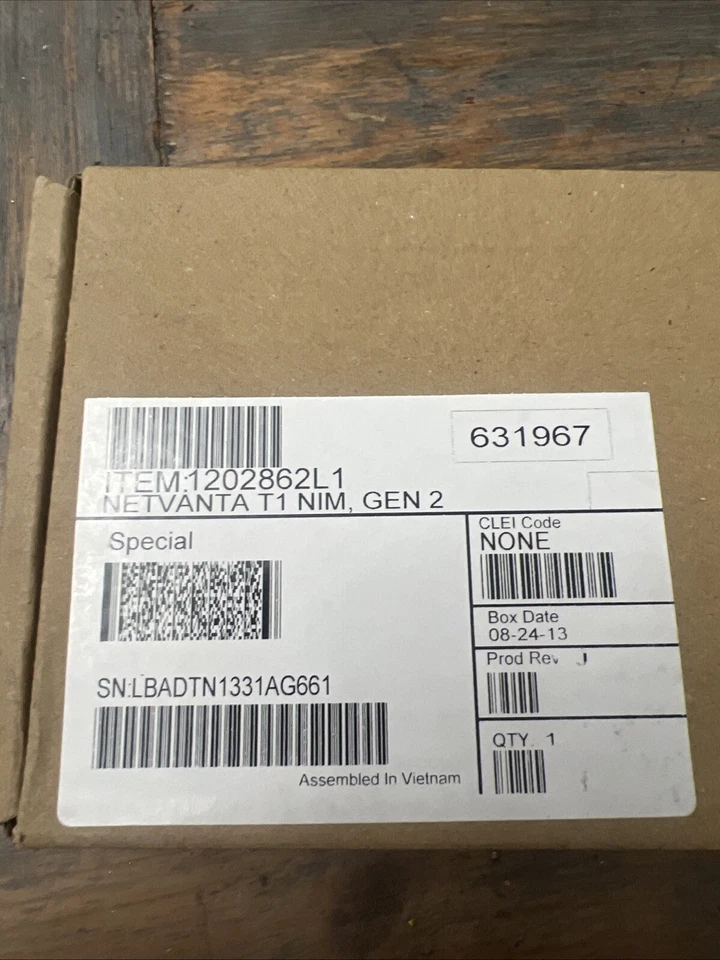 631967
ITEM:1202862L1
NETVANTA T1 NIM, GEN 2
Special
CLEI Code
NONE
Box Date
08-24-13
Prod Rev J
SN:LBADTN1331AG661
QTY. 1
Assembled In Vietnam